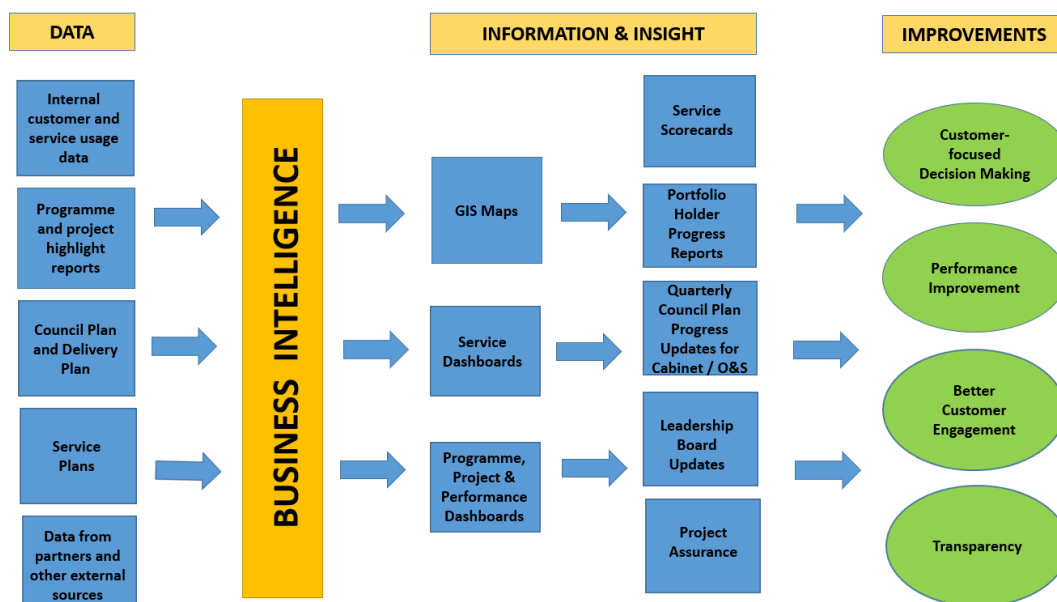 DATA
INFORMATION & INSIGHT
IMPROVEMENTS
Internal
customer and
service usage
data
Programme
and project
highlight
reports
Council Plan
and Delivery
Plan
Service
Plans
Data from
partners and
other external
sources
BUSINESS INTELLIGENCE
GIS Maps
Service
Dashboards
Programme,
Project &
Performance
Dashboards
Service
Scorecards
Portfolio
Holder
Progress
Reports
Quarterly
Council Plan
Progress
Updates for
Cabinet / O&S
Leadership
Board
Updates
Project
Assurance
Customer-
focused
Decision Making
Performance
Improvement
Better
Customer
Engagement
Transparency